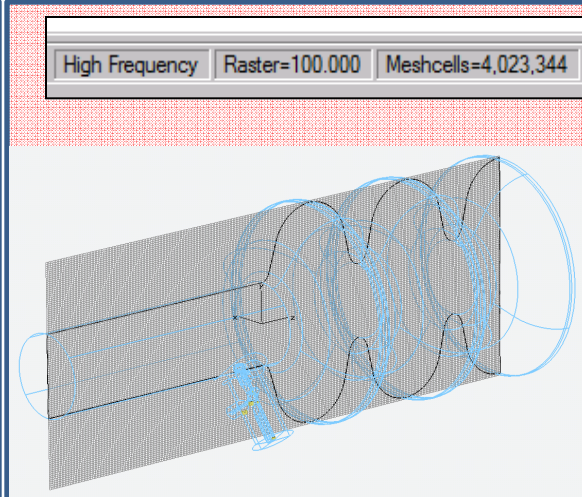 High Frequency Raster=100.000 Meshcells=4,023,344
y
x z